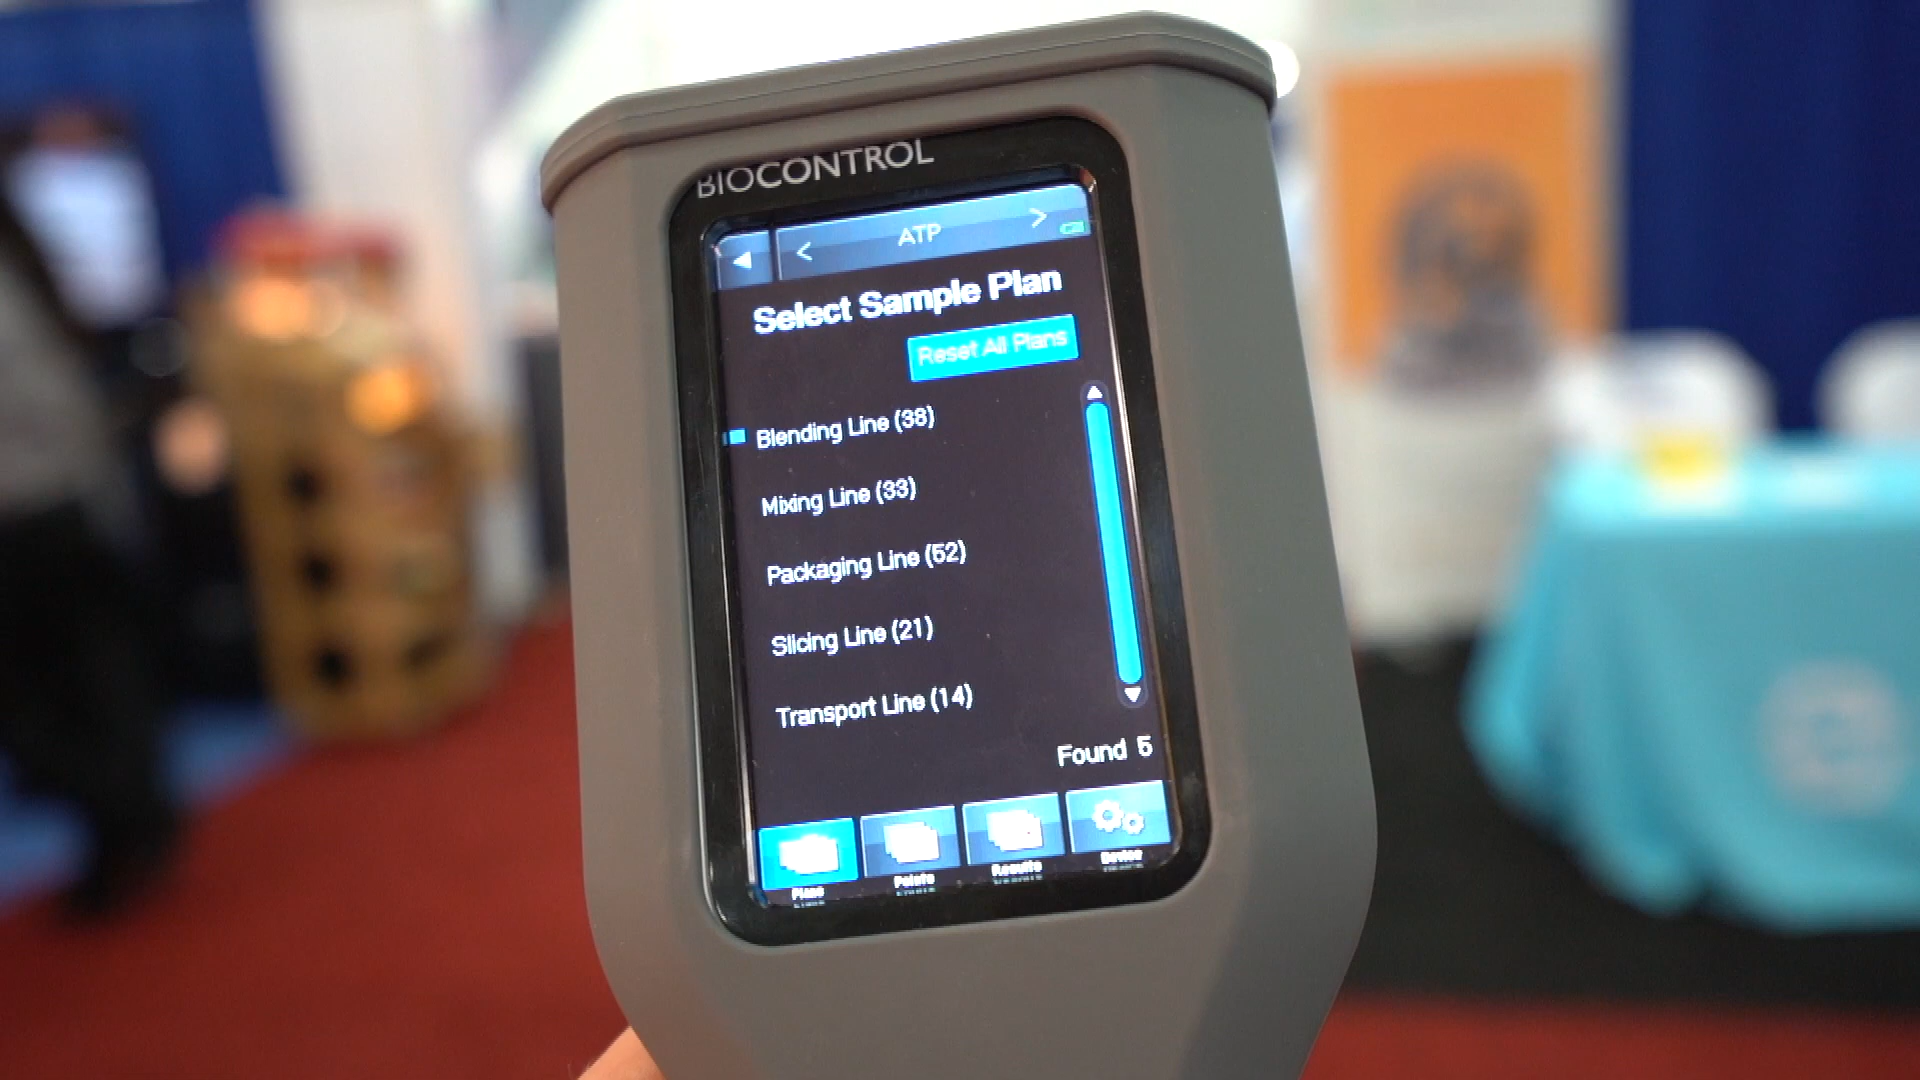 BIOCONTROL
ATP
Select Sample Plan
Reset All Plans
Blending Line (38)
Mixing Line (33)
Packaging Line (52)
Slicing Line (21)
Transport Line (14)
Found 5
Plans
Points
Results
Device